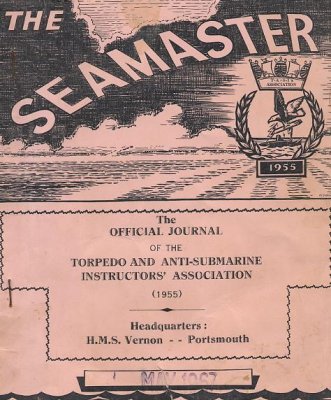 THE
SEAMASTER
ASSOCIATION
1955
The
OFFICIAL JOURNAL
OF THE
TORPEDO AND ANTI-SUBMARINE
INSTRUCTORS' ASSOCIATION
(1955)
Headquarters :
H.M.S. Vernon - - Portsmouth
MAY 1967